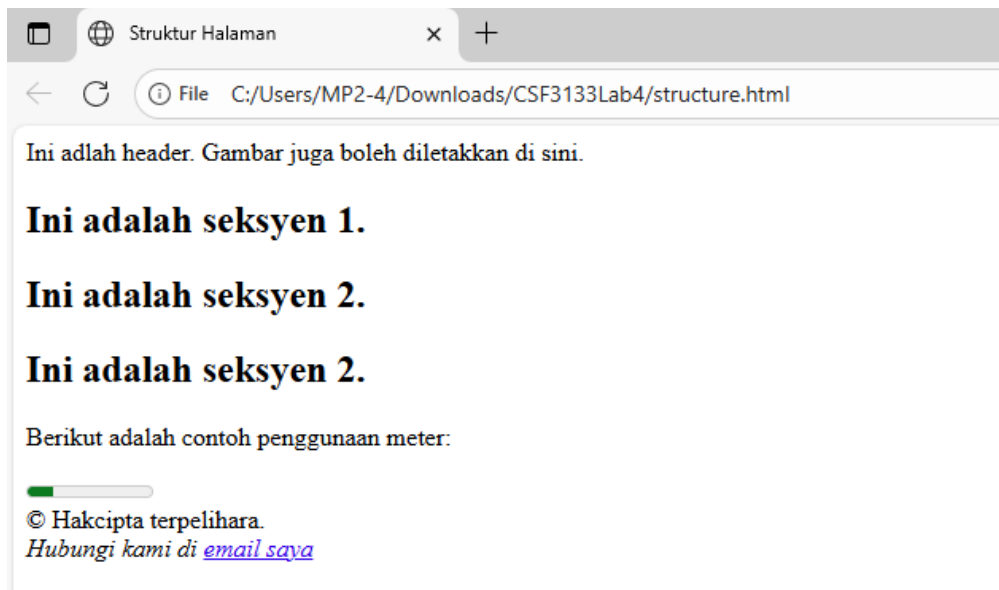 Struktur Halaman
File C:/Users/MP2-4/Downloads/CSF3133Lab4/structure.html
Ini adlah header. Gambar juga boleh diletakkan di sini.
Ini adalah seksyen 1.
Ini adalah seksyen 2.
Ini adalah seksyen 2.
Berikut adalah contoh penggunaan meter:
© Hakcipta terpelihara.
Hubungi kami di email saya